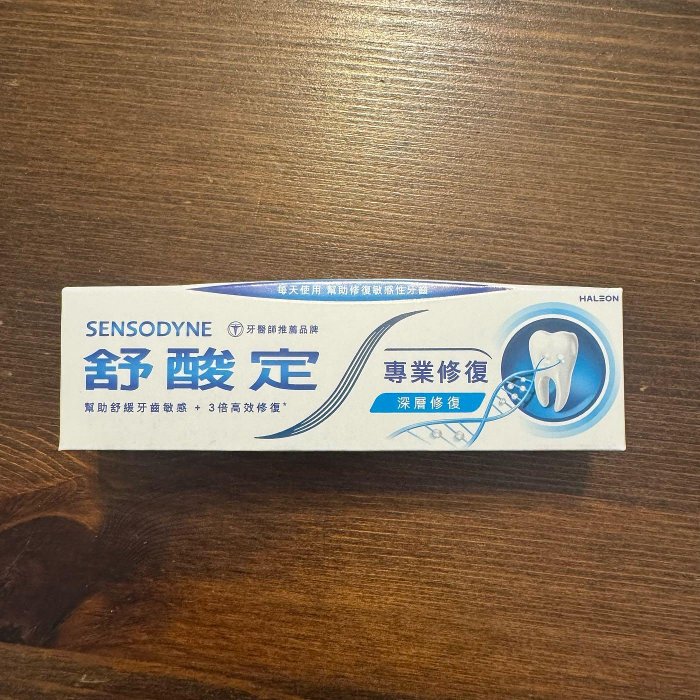 每天使用 幫助修復敏感性牙齒
HALEON
SENSODYNE 牙醫師推薦品牌
舒酸定
幫助舒緩牙齒敏感 + 3倍高效修復*
專業修復
深層修復